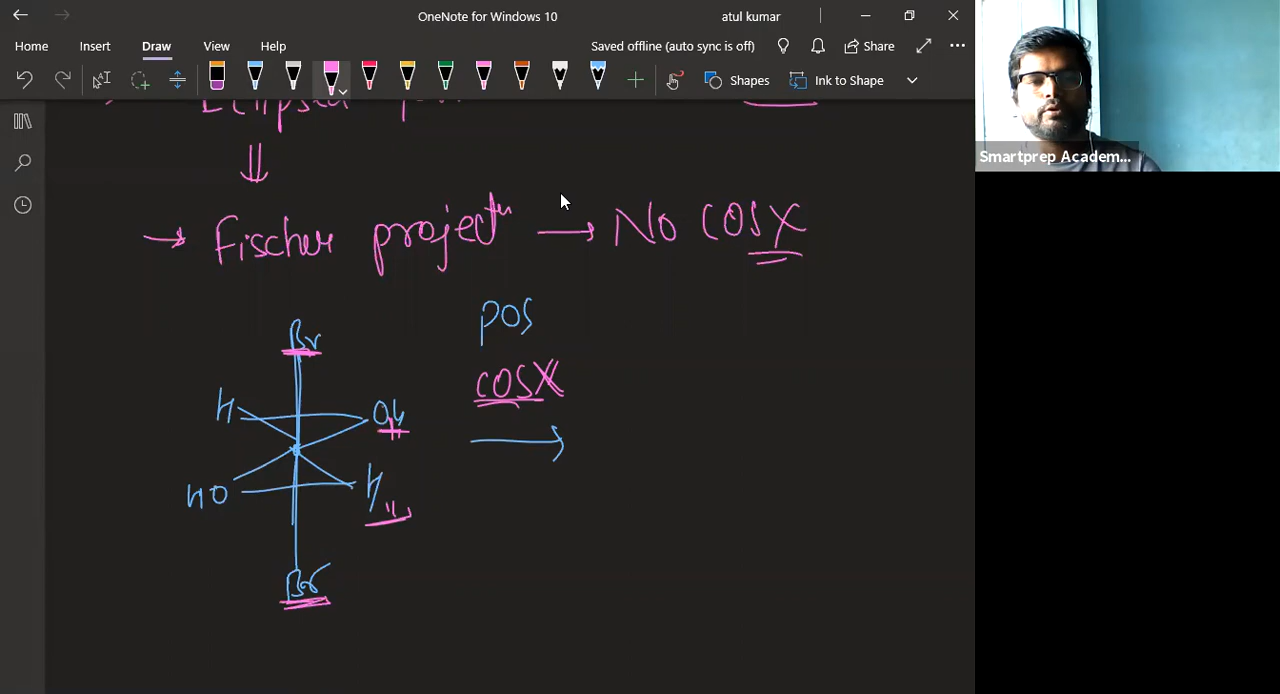 OneNote for Windows 10
atul kumar
Home Insert Draw View Help
Saved offline (auto sync is off)
Share
Shapes
Ink to Shape
Smartprep Academ...
→ Fischer project → No COSX
POS
COSX
Br
H OH
HO H
Br